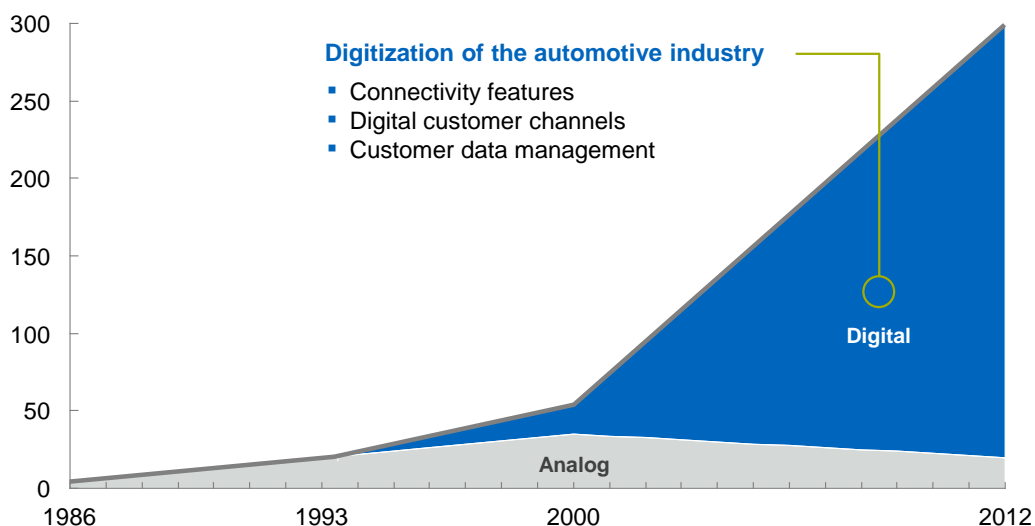 300
Digitization of the automotive industry
▪ Connectivity features
▪ Digital customer channels
▪ Customer data management
250
200
150
100
Digital
50
Analog
0
1986 1993 2000 2012